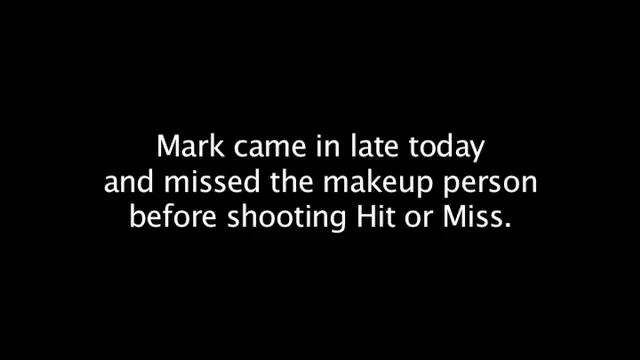 Mark came in late today
and missed the makeup person
before shooting Hit or Miss.